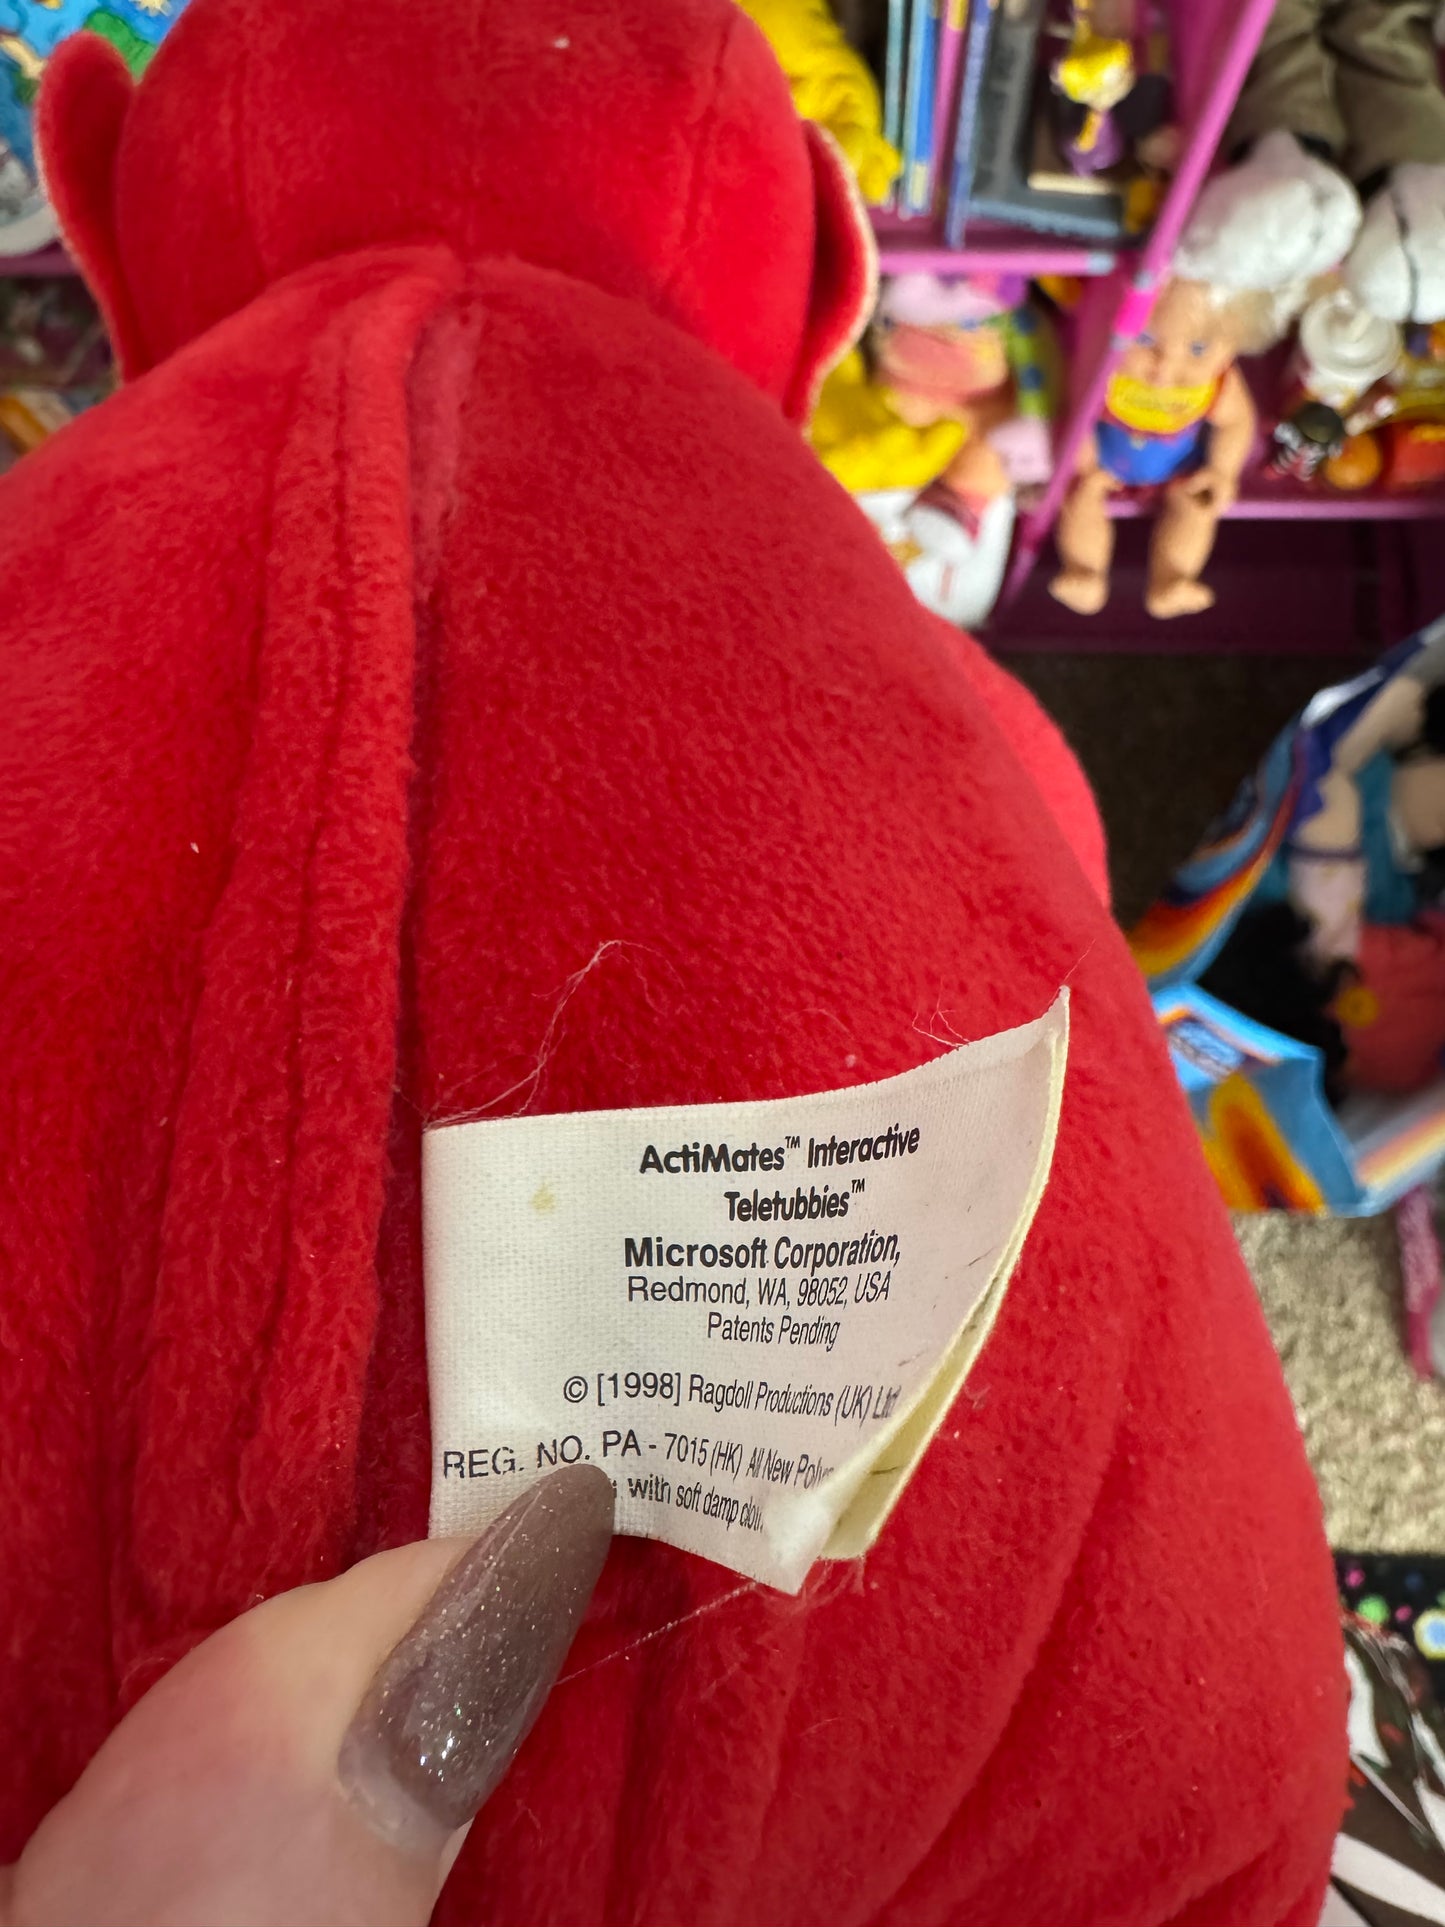 ActiMates™ Interactive
Teletubbies™
Microsoft Corporation,
Redmond, WA, 98052, USA
Patents Pending
© [1998] Ragdoll Productions (UK)
REG. NO. PA - 7015 (HK) All New
with soft damp